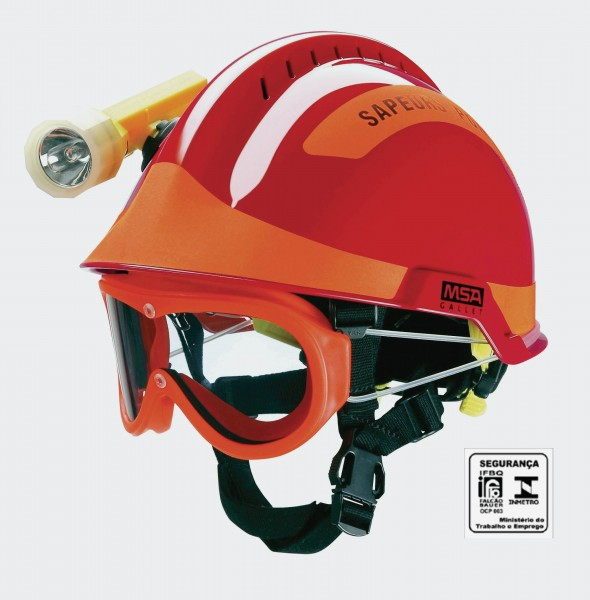 SAPEURS
MSA
GALLET
SEGURANÇA
IFBQ
FALCÃO
BAUER
OCP 003
INMETRO
Ministério do
Trabalho e Emprego